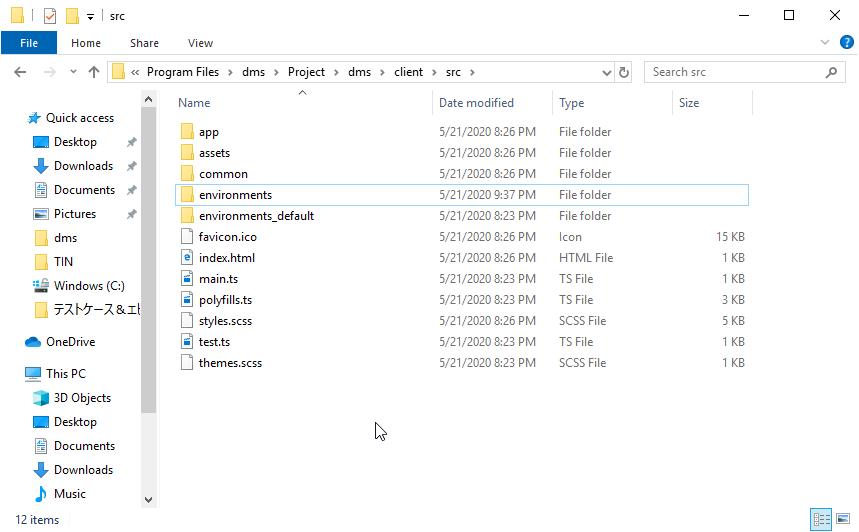 src
File Home Share View
« Program Files > dms > Project > dms > client > src > Search src
Name Date modified Type Size
Quick access
Desktop
Downloads
Documents
Pictures
dms
TIN
Windows (C:)
テストケース＆エビ
OneDrive
This PC
3D Objects
Desktop
Documents
Downloads
Music
app 5/21/2020 8:26 PM File folder
assets 5/21/2020 8:26 PM File folder
common 5/21/2020 8:26 PM File folder
environments 5/21/2020 9:37 PM File folder
environments_default 5/21/2020 8:23 PM File folder
favicon.ico 5/21/2020 8:26 PM Icon 15 KB
index.html 5/21/2020 8:26 PM HTML File 1 KB
main.ts 5/21/2020 8:23 PM TS File 1 KB
polyfills.ts 5/21/2020 8:23 PM TS File 3 KB
styles.scss 5/21/2020 8:26 PM SCSS File 5 KB
test.ts 5/21/2020 8:23 PM TS File 1 KB
themes.scss 5/21/2020 8:23 PM SCSS File 1 KB
12 items